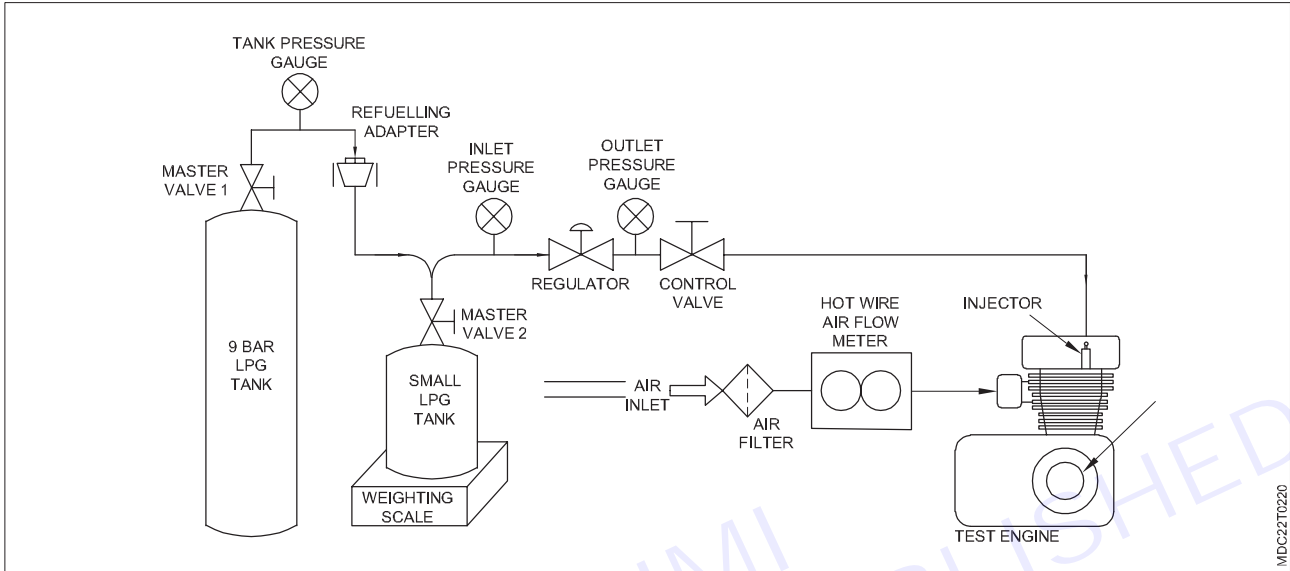 TANK PRESSURE
GAUGE
REFUELLING
ADAPTER
MASTER
VALVE 1
INLET
PRESSURE
GAUGE
OUTLET
PRESSURE
GAUGE
REGULATOR
CONTROL
VALVE
MASTER
VALVE 2
9 BAR
LPG
TANK
SMALL
LPG
TANK
WEIGHTING
SCALE
AIR
INLET
AIR
FILTER
HOT WIRE
AIR FLOW
METER
INJECTOR
TEST ENGINE
MDC22T0220